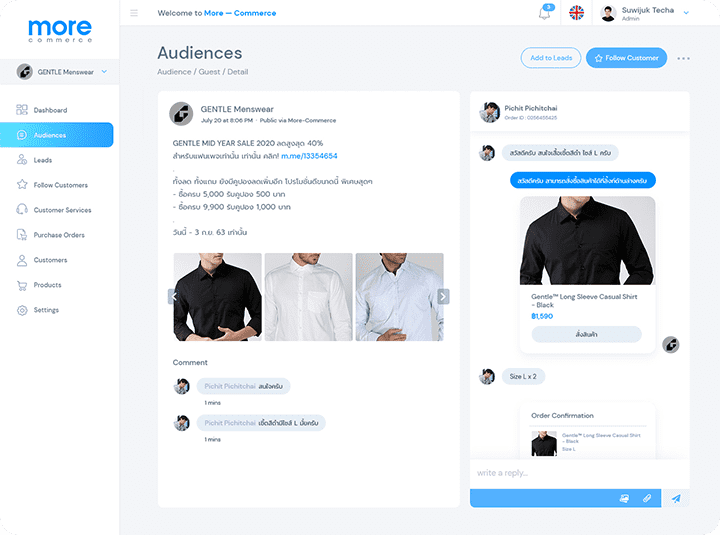 more
commerce
GENTLE Menswear
Dashboard
Audiences
Leads
Follow Customers
Customer Services
Purchase Orders
Customers
Products
Settings
Welcome to More — Commerce
3
Suwijuk Techa
Admin
Audiences
Audience / Guest / Detail
Add to Leads
Follow Customer
GENTLE Menswear
July 20 at 8:06 PM · Public via More-Commerce
GENTLE MID YEAR SALE 2020 ลดสูงสุด 40%
สำหรับแฟนเพจเท่านั้น เท่านั้น คลิก! m.me/13354654
.
ทั้งลด ทั้งแถม ยังมีคูปองลดเพิ่มอีก โปรโมชั่นดีขนาดนี้ พิเศษสุดๆ
- ซื้อครบ 5,000 รับคูปอง 500 บาท
- ซื้อครบ 9,900 รับคูปอง 1,000 บาท
.
วันนี้ - 3 ก.ย. 63 เท่านั้น
Comment
Pichit Pichitchai สนใจครับ
1 mins
Pichit Pichitchai เชิ้ตสีดำมีไซส์ L มั้ยครับ
1 mins
Pichit Pichitchai
สวัสดีครับ สนใจเสื้อเชิ้ตสีดำ ไซส์ L ครับ
สวัสดีครับ สามารถสั่งซื้อสินค้าได้ที่ลิ้งก์ด้านล่างครับ
Gentle™ Long Sleeve Casual Shirt
- Black
฿1,590
สั่งสินค้า
Size L x 2
Order Confirmation
Gentle™ Long Sleeve Casual Shirt
- Black
Size L
write a reply...